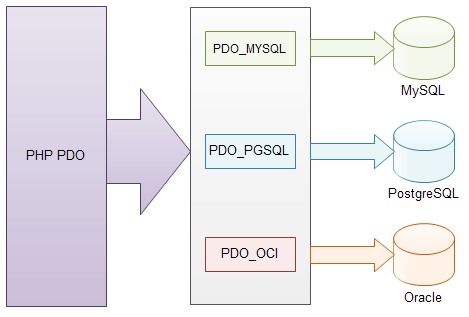 PHP PDO
PDO_MYSQL
MySQL
PDO_PGSQL
PostgreSQL
PDO_OCI
Oracle